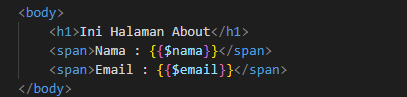 <body>
<h1>Ini Halaman About</h1>
<span>Nama : {{$nama}}</span>
<span>Email : {{$email}}</span>
</body>